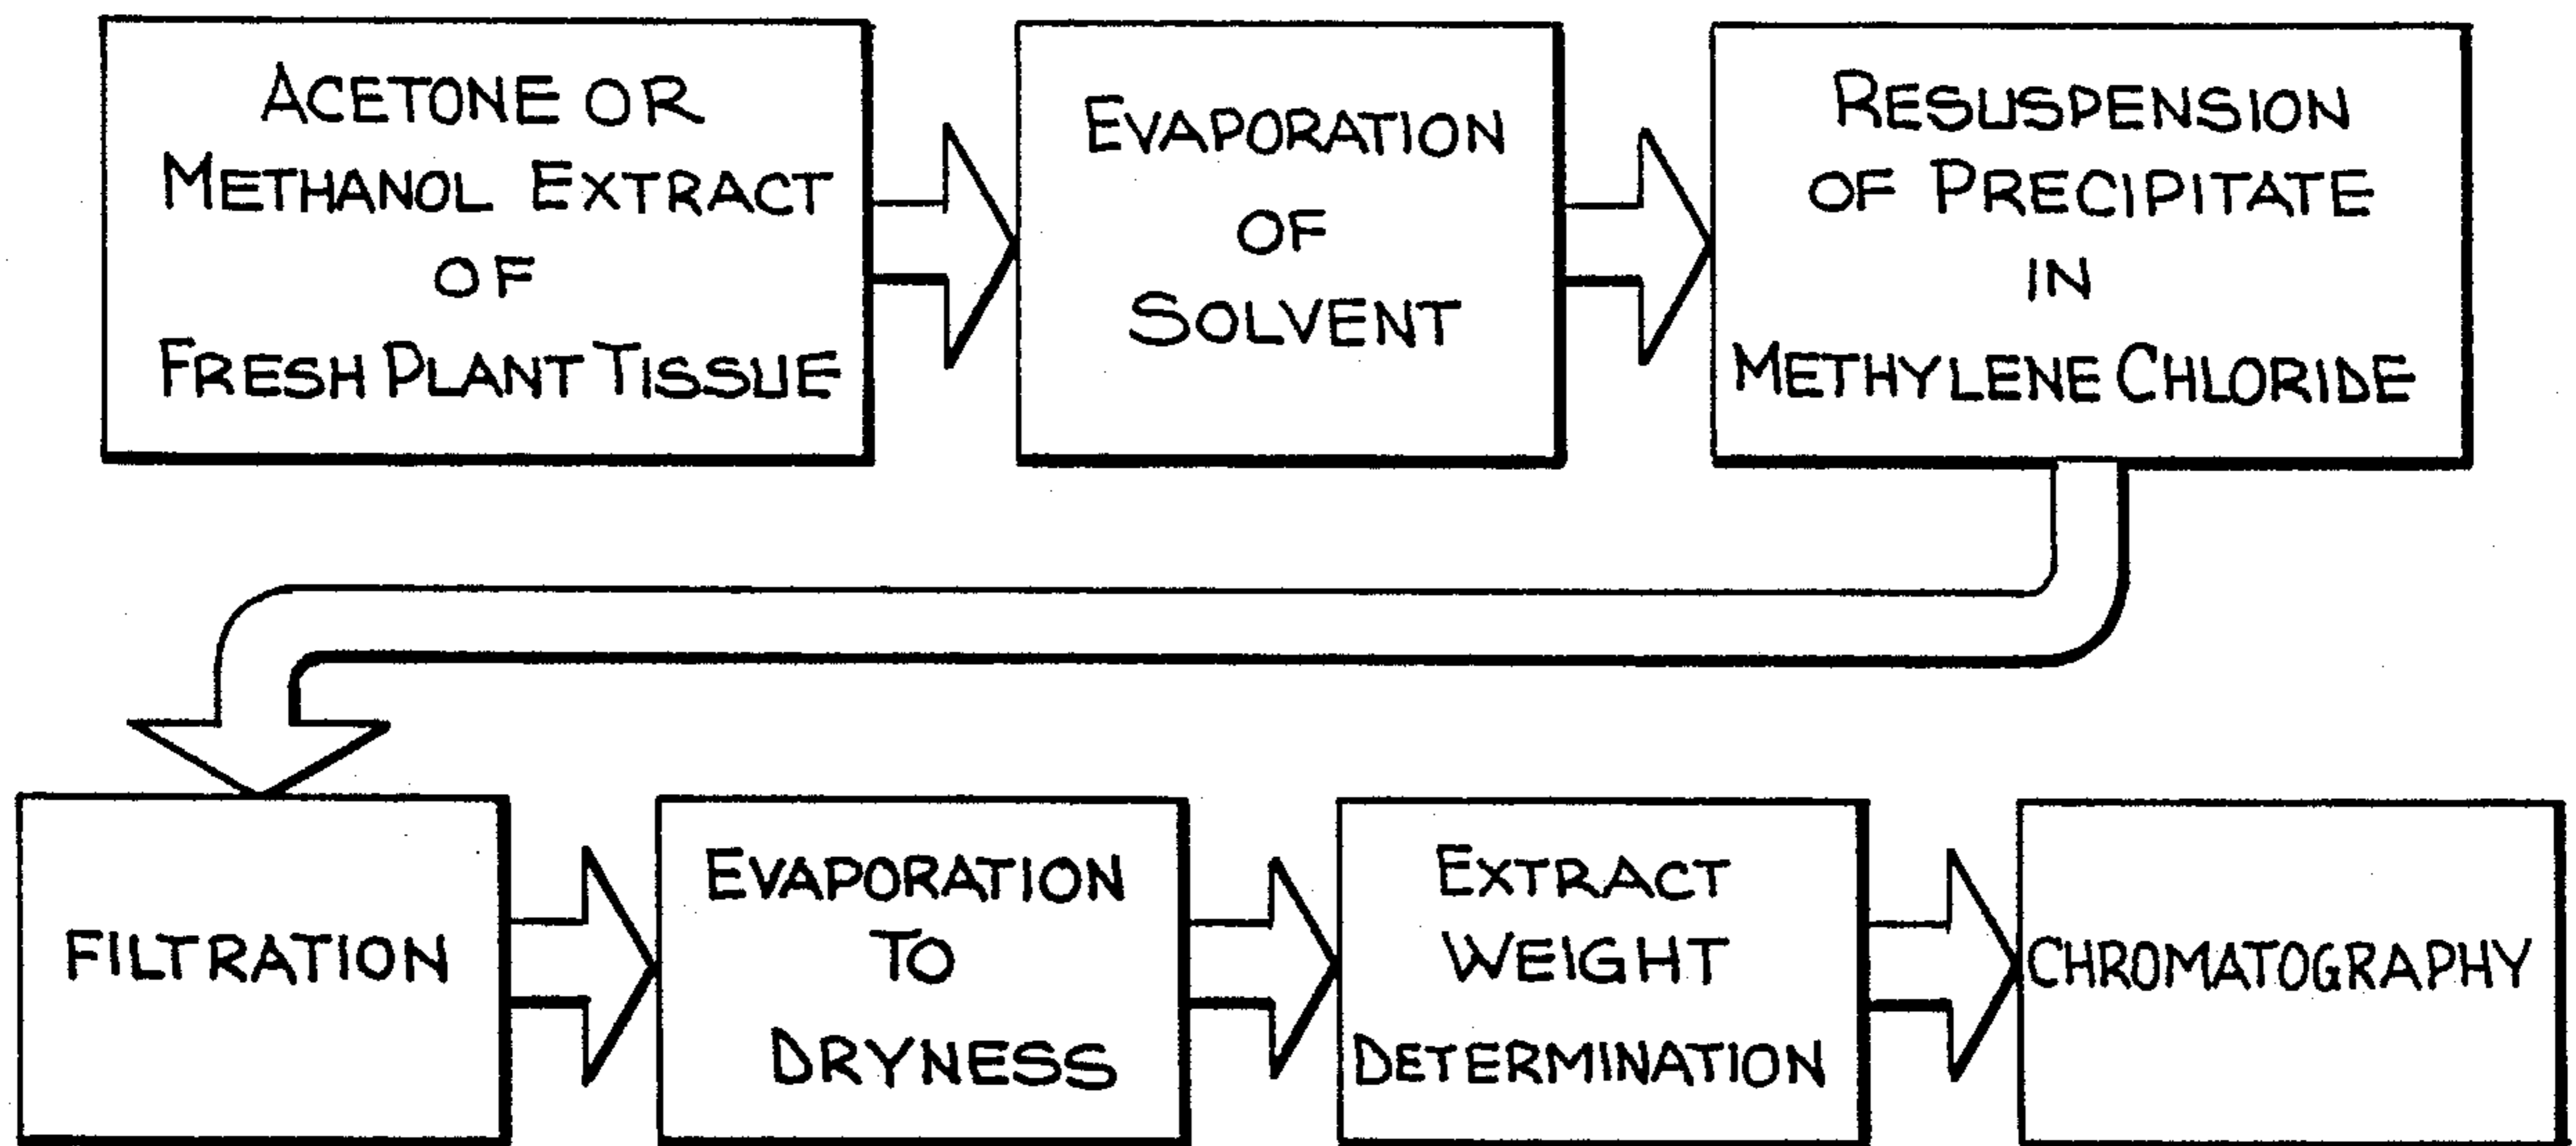 ACETONE OR
METHANOL EXTRACT
OF
FRESH PLANT TISSUE
EVAPORATION
OF
SOLVENT
RESUSPENSION
OF PRECIPITATE
IN
METHYLENE CHLORIDE
FILTRATION
EVAPORATION
TO
DRYNESS
EXTRACT
WEIGHT
DETERMINATION
CHROMATOGRAPHY